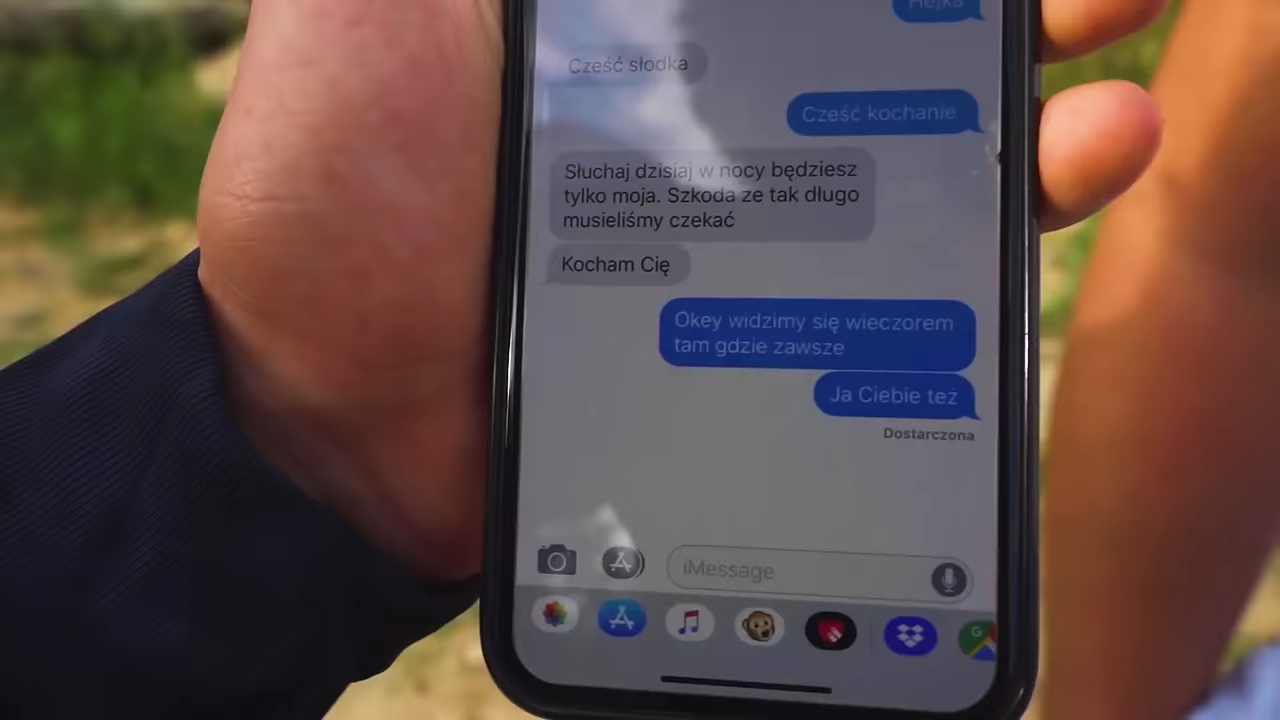 Hejka
Cześć słodka
Cześć kochanie
Słuchaj dzisiaj w nocy będziesz
tylko moja. Szkoda ze tak długo
musieliśmy czekać
Kocham Cię
Okey widzimy się wieczorem
tam gdzie zawsze
Ja Ciebie tez
Dostarczona
iMessage
G